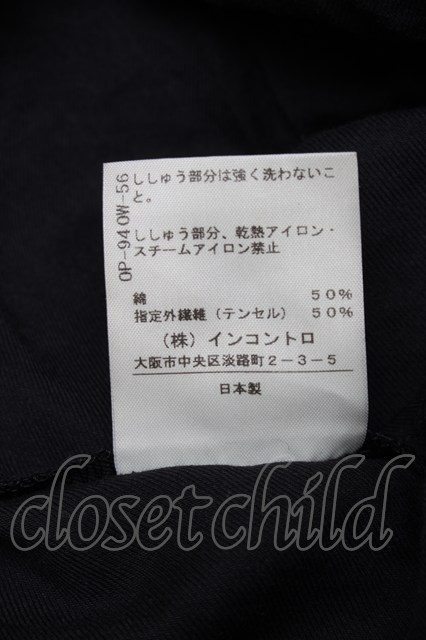 OP-940W-56
ししゅう部分は強く洗わないこ
と。
ししゅう部分、乾熱アイロン・
スチームアイロン禁止
綿 50%
指定外繊維（テンセル） 50%
（株）インコントロ
大阪市中央区淡路町2-3-5
日本製
closet child